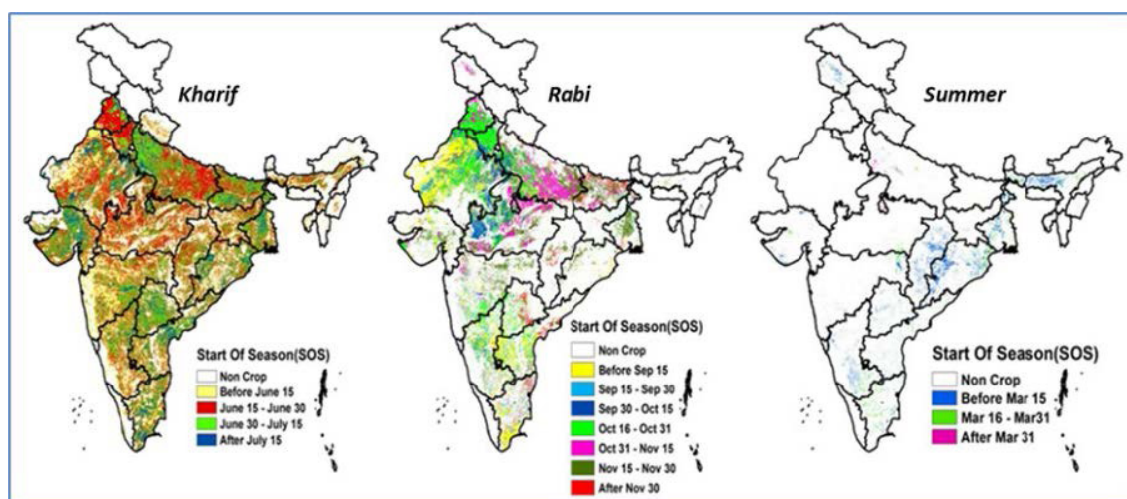 Kharif
Start Of Season(SOS)
Non Crop
Before June 15
June 15 - June 30
June 30 - July 15
After July 15
Rabi
Start Of Season(SOS)
Non Crop
Before Sep 15
Sep 15 - Sep 30
Sep 30 - Oct 15
Oct 16 - Oct 31
Oct 31 - Nov 15
Nov 15 - Nov 30
After Nov 30
Summer
Start Of Season(SOS)
Non Crop
Before Mar 15
Mar 16 - Mar31
After Mar 31